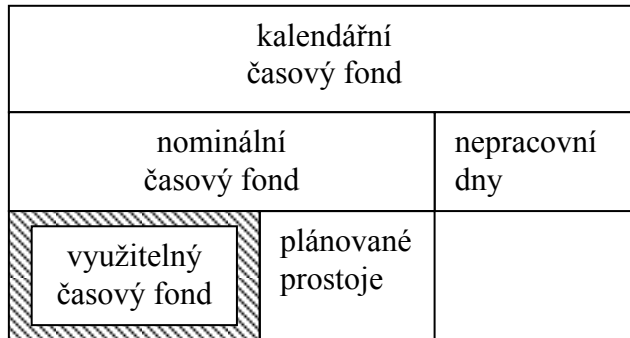 kalendářní
časový fond
nominální
časový fond
nepracovní
dny
využitelný
časový fond
plánované
prostoje